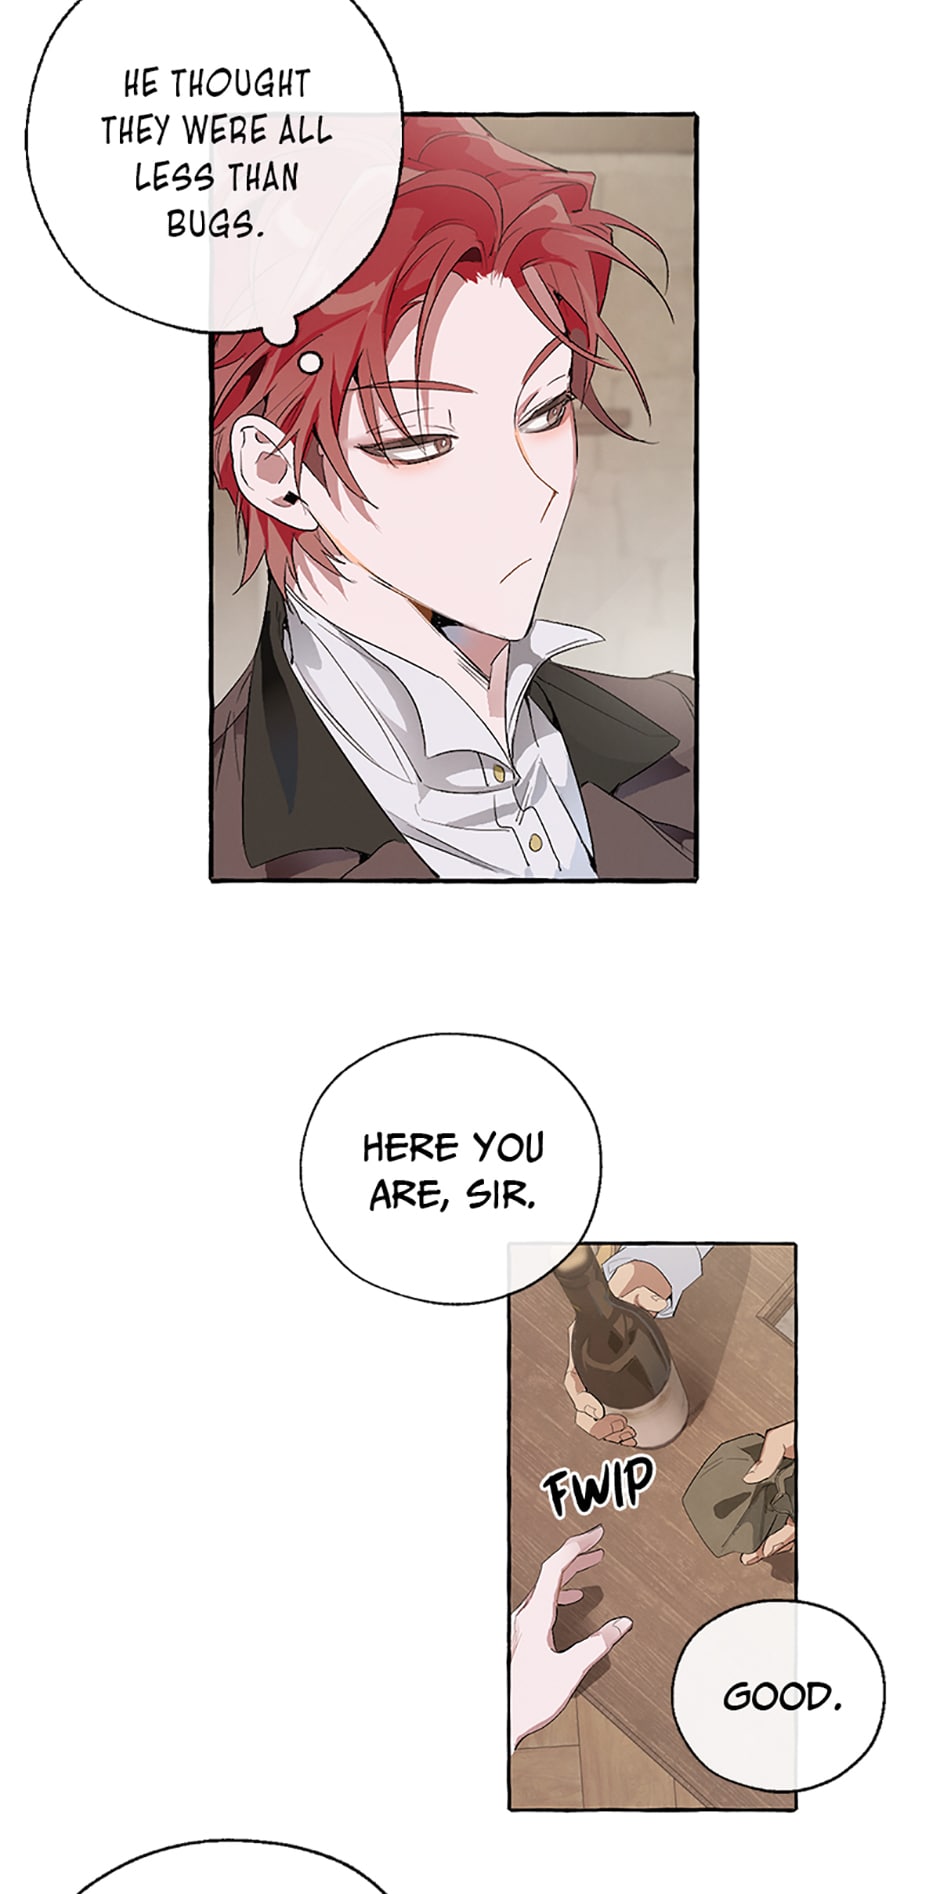 HE THOUGHT
THEY WERE ALL
LESS THAN
BUGS.
HERE YOU
ARE, SIR.
FWIP
GOOD.